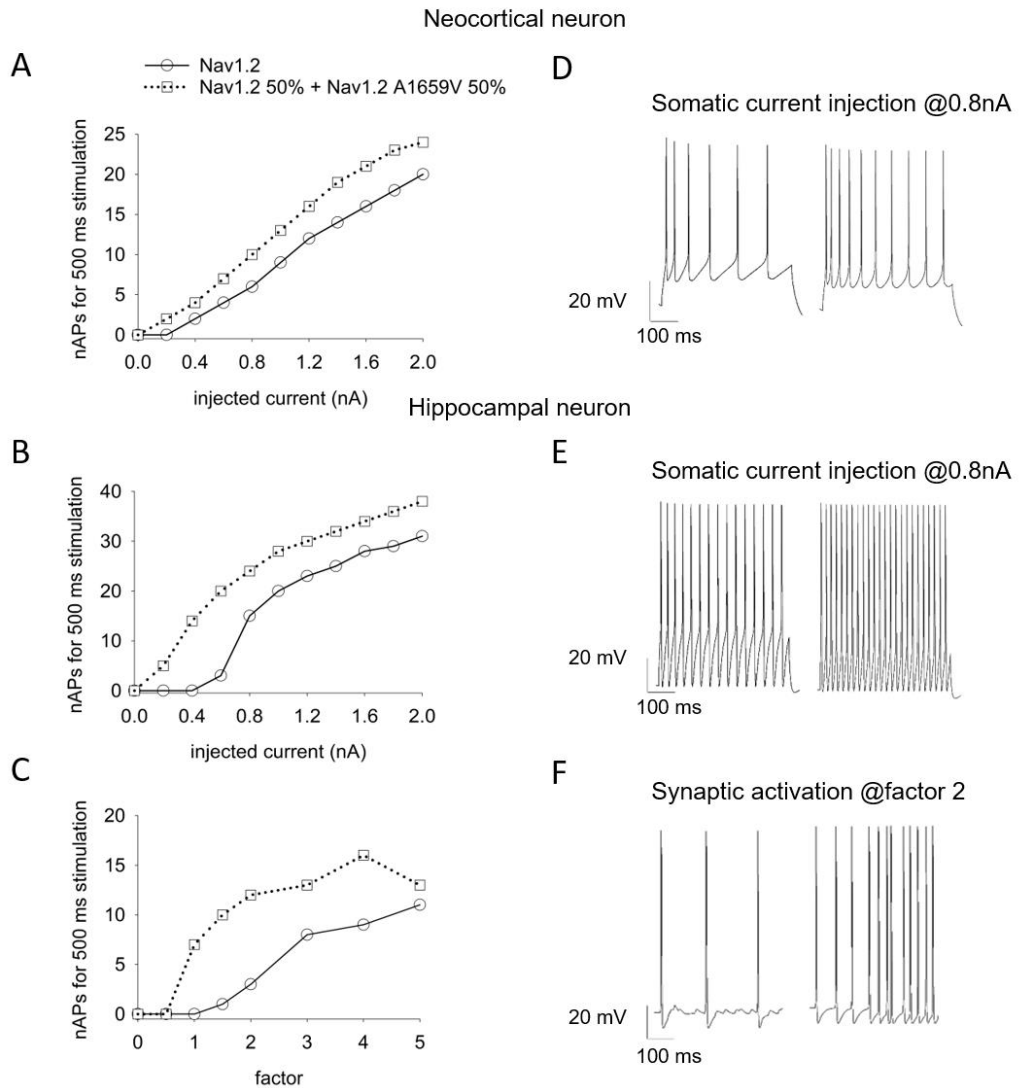 Neocortical neuron
A
Nav1.2
Nav1.2 50% + Nav1.2 A1659V 50%
25
20
15
10
5
0
nAPs for 500 ms stimulation
0.0 0.4 0.8 1.2 1.6 2.0
injected current (nA)
D
Somatic current injection @0.8nA
20 mV
100 ms
Hippocampal neuron
B
40
30
20
10
0
nAPs for 500 ms stimulation
0.0 0.4 0.8 1.2 1.6 2.0
injected current (nA)
E
Somatic current injection @0.8nA
20 mV
100 ms
C
20
15
10
5
0
nAPs for 500 ms stimulation
0 1 2 3 4 5
factor
F
Synaptic activation @factor 2
20 mV
100 ms